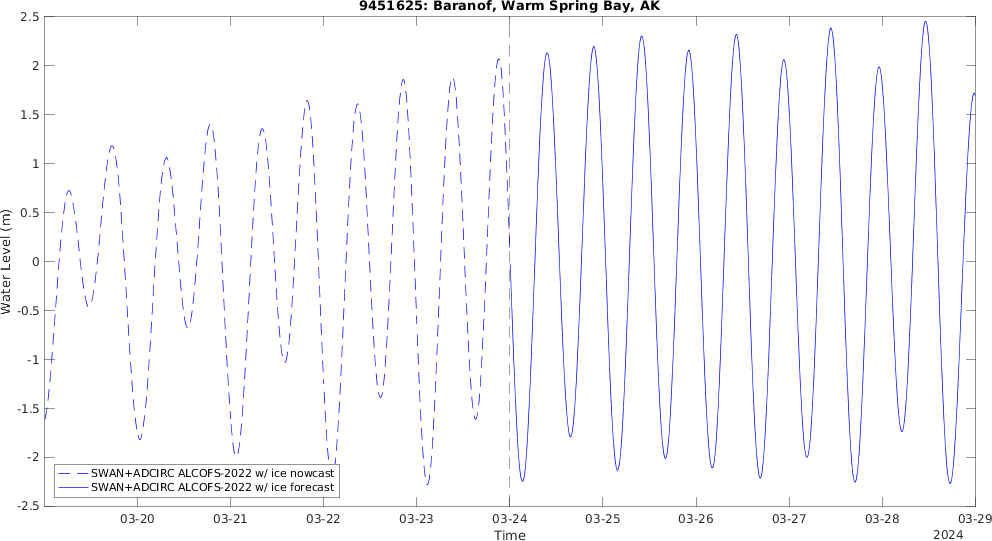 9451625: Baranof, Warm Spring Bay, AK
2.5
2
1.5
1
0.5
0
-0.5
-1
-1.5
-2
-2.5
Water Level (m)
SWAN+ADCIRC ALCOFS-2022 w/ ice nowcast
SWAN+ADCIRC ALCOFS-2022 w/ ice forecast
03-20 03-21 03-22 03-23 03-24 03-25 03-26 03-27 03-28 03-29
Time
2024